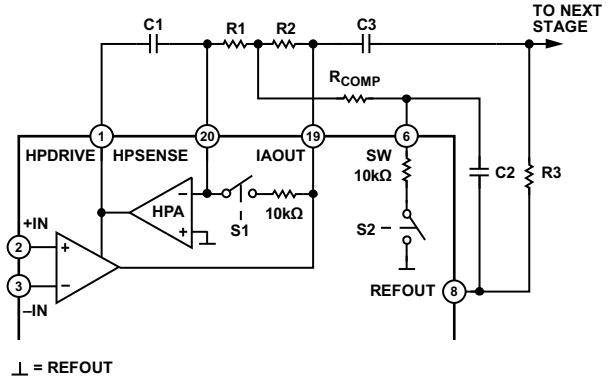 TO NEXT
STAGE
C1
R1
R2
C3
RCOMP
1
20
19
6
HPDRIVE
HPSENSE
IAOUT
SW
10kΩ
C2
R3
HPA
–
+
S1
10kΩ
S2
+IN
2
+
3
–
–IN
REFOUT
8
⊥ = REFOUT